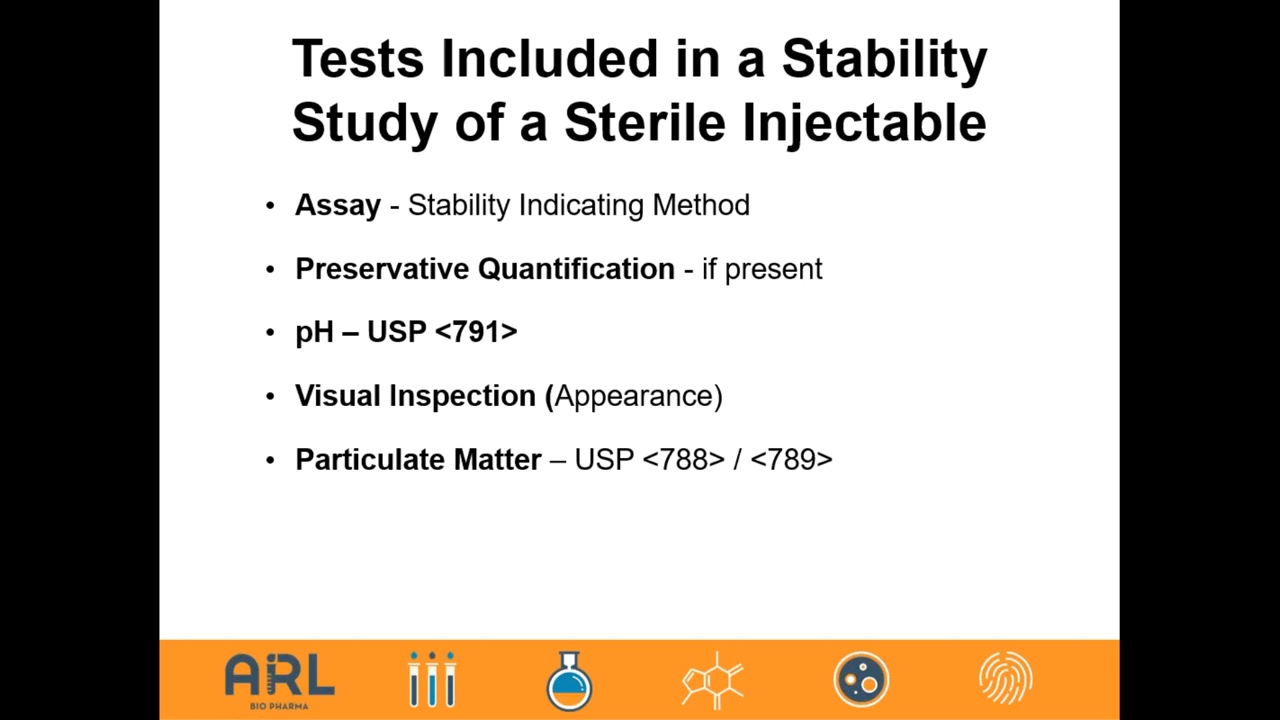 Tests Included in a Stability
Study of a Sterile Injectable
• Assay - Stability Indicating Method
• Preservative Quantification - if present
• pH – USP <791>
• Visual Inspection (Appearance)
• Particulate Matter – USP <788> / <789>
ARL
BIO PHARMA